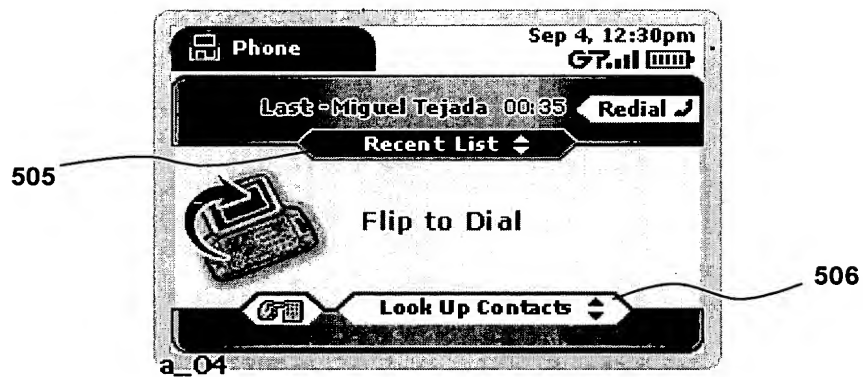 Phone
Sep 4, 12:30pm
G
Last - Miguel Tejada 00:35
Redial
Recent List
505
Flip to Dial
506
Look Up Contacts
a_04